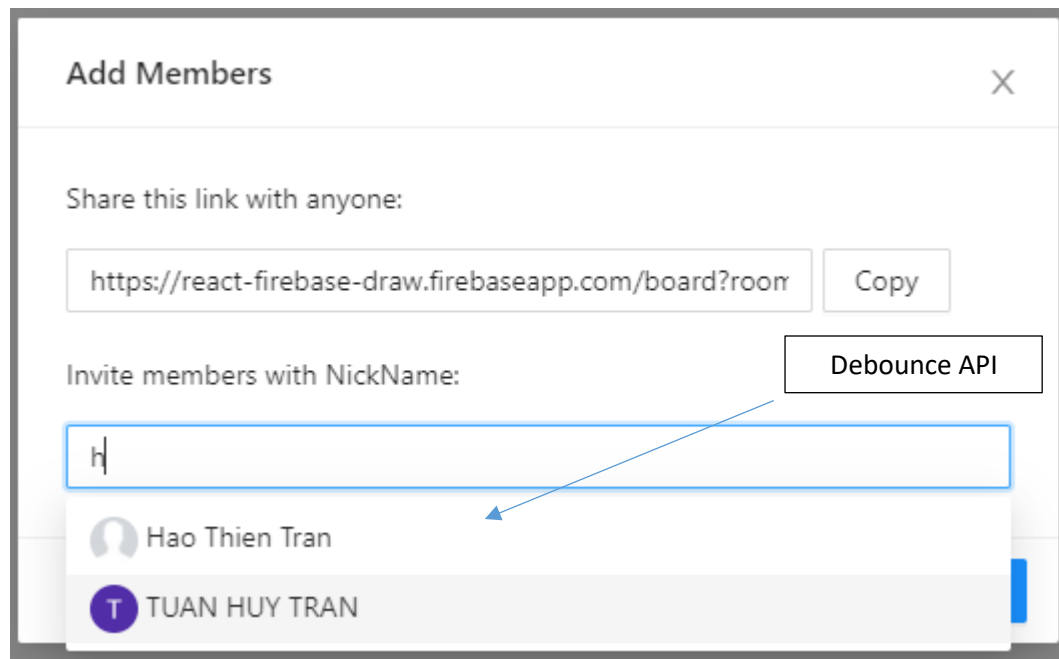 Add Members
X
Share this link with anyone:
https://react-firebase-draw.firebaseapp.com/board?room
Copy
Debounce API
Invite members with NickName:
h
Hao Thien Tran
T TUAN HUY TRAN